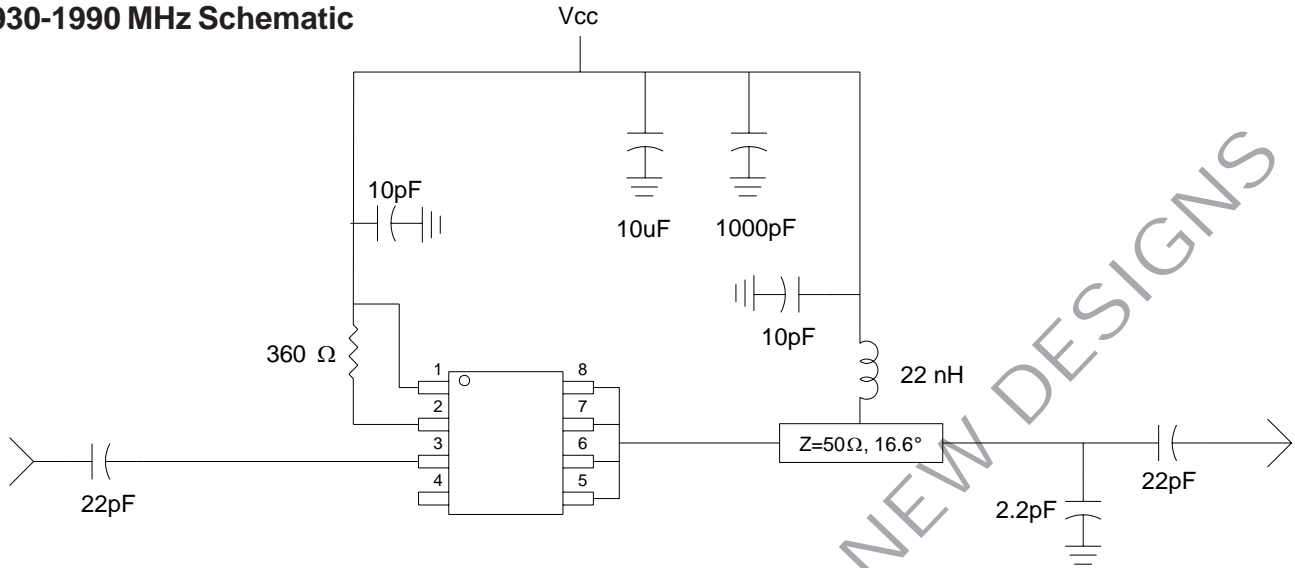 930-1990 MHz Schematic
Vcc
10pF
10uF
1000pF
10pF
360 Ω
22 nH
1
8
2
7
3
6
4
5
Z=50Ω, 16.6°
22pF
22pF
2.2pF
NEW DESIGNS